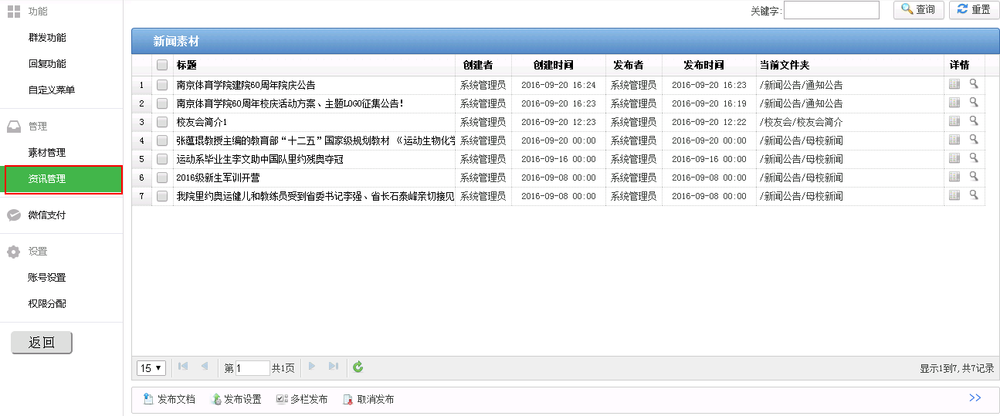 功能
群发功能
回复功能
自定义菜单
管理
素材管理
资讯管理
微信支付
设置
账号设置
权限分配
返回
关键字: 查询 重置
新闻素材
标题 创建者 创建时间 发布者 发布时间 当前文件夹 详情
1 南京体育学院建院60周年院庆公告 系统管理员 2016-09-20 16:24 系统管理员 2016-09-20 16:23 /新闻公告/通知公告
2 南京体育学院60周年校庆活动方案、主题LOGO征集公告! 系统管理员 2016-09-20 16:23 系统管理员 2016-09-20 16:19 /新闻公告/通知公告
3 校友会简介1 系统管理员 2016-09-20 12:23 系统管理员 2016-09-20 12:22 /校友会/校友会简介
4 张蕴琨教授主编的教育部“十二五”国家级规划教材 《运动生物化学 系统管理员 2016-09-20 00:00 系统管理员 2016-09-20 00:00 /新闻公告/母校新闻
5 运动系毕业生李文助中国队里约残奥夺冠 系统管理员 2016-09-16 00:00 系统管理员 2016-09-16 00:00 /新闻公告/母校新闻
6 2016级新生军训开营 系统管理员 2016-09-08 00:00 系统管理员 2016-09-08 00:00 /新闻公告/母校新闻
7 我院里约奥运健儿和教练员受到省委书记李强、省长石泰峰亲切接见 系统管理员 2016-09-08 00:00 系统管理员 2016-09-08 00:00 /新闻公告/母校新闻
15 第 1 共1页 显示1到7,共7记录
发布文档 发布设置 多栏发布 取消发布 >>